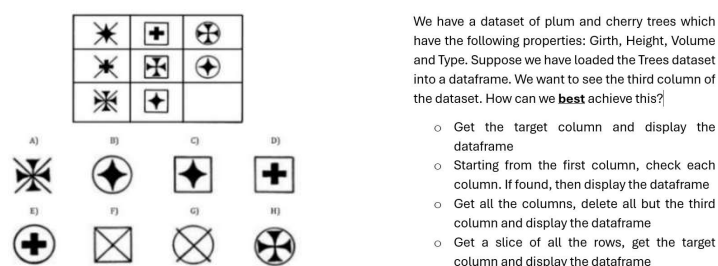 A)
B)
C)
D)
E)
F)
G)
H)
We have a dataset of plum and cherry trees which
have the following properties: Girth, Height, Volume
and Type. Suppose we have loaded the Trees dataset
into a dataframe. We want to see the third column of
the dataset. How can we best achieve this?
o Get the target column and display the
dataframe
o Starting from the first column, check each
column. If found, then display the dataframe
o Get all the columns, delete all but the third
column and display the dataframe
o Get a slice of all the rows, get the target
column and display the dataframe